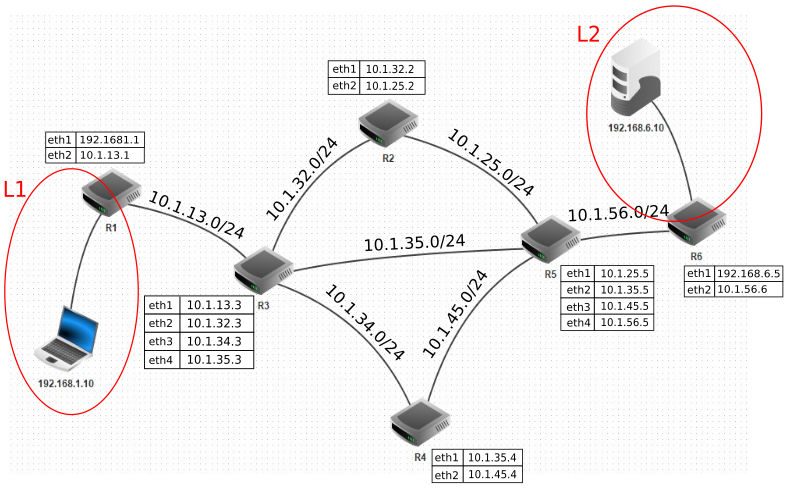 L2
eth1 10.1.32.2
eth2 10.1.25.2
192.168.6.10
R2
eth1 192.1681.1
eth2 10.1.13.1
L1
R1
10.1.13.0/24
10.1.32.0/24
10.1.25.0/24
10.1.35.0/24
10.1.56.0/24
R3
R5
R6
eth1 10.1.13.3
eth2 10.1.32.3
eth3 10.1.34.3
eth4 10.1.35.3
eth1 10.1.25.5
eth2 10.1.35.5
eth3 10.1.45.5
eth4 10.1.56.5
eth1 192.168.6.5
eth2 10.1.56.6
10.1.34.0/24
10.1.45.0/24
192.168.1.10
R4
eth1 10.1.35.4
eth2 10.1.45.4